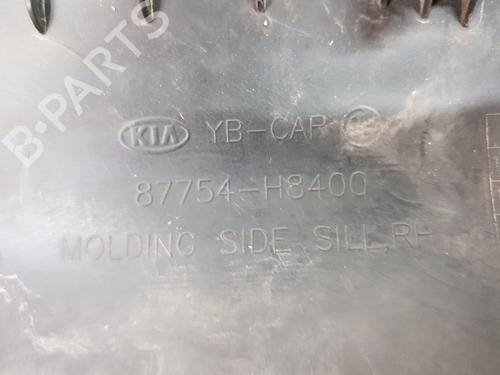 B-PARTS
KIA YB-CAR
87754-H8400
MOLDING SIDE SILL,RH